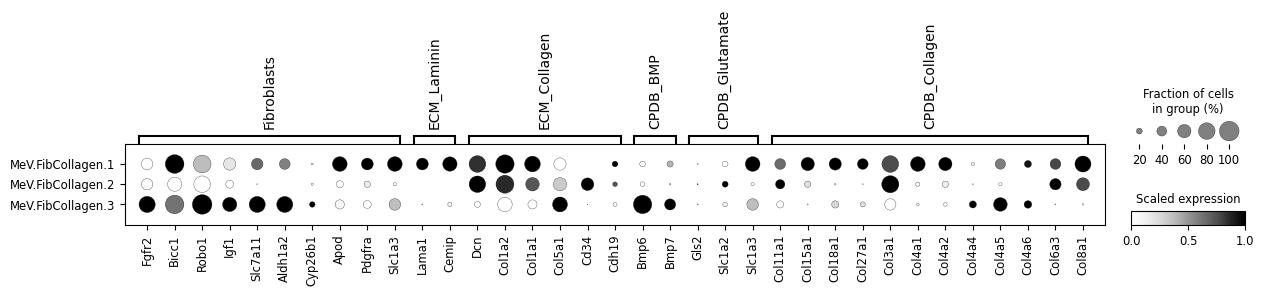 Fibroblasts
ECM_Laminin
ECM_Collagen
CPDB_BMP
CPDB_Glutamate
CPDB_Collagen
MeV.FibCollagen.1
MeV.FibCollagen.2
MeV.FibCollagen.3
Fgfr2
Bicc1
Robo1
Igf1
Slc7a11
Aldh1a2
Cyp26b1
Apod
Pdgfra
Slc1a3
Lama1
Cemip
Dcn
Col1a2
Col1a1
Col5a1
Cd34
Cdh19
Bmp6
Bmp7
Gls2
Slc1a2
Slc1a3
Col11a1
Col15a1
Col18a1
Col27a1
Col3a1
Col4a1
Col4a2
Col4a4
Col4a5
Col4a6
Col6a3
Col8a1
Fraction of cells
in group (%)
20 40 60 80 100
Scaled expression
0.0 0.5 1.0